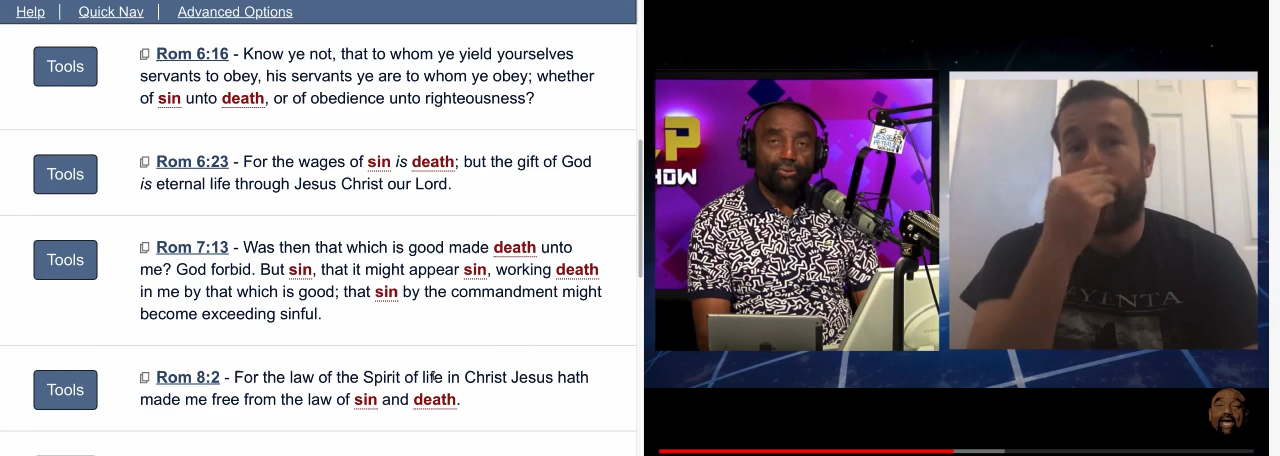 Help | Quick Nav | Advanced Options
Tools
Rom 6:16 - Know ye not, that to whom ye yield yourselves
servants to obey, his servants ye are to whom ye obey; whether
of sin unto death, or of obedience unto righteousness?
Tools
Rom 6:23 - For the wages of sin is death; but the gift of God
is eternal life through Jesus Christ our Lord.
Tools
Rom 7:13 - Was then that which is good made death unto
me? God forbid. But sin, that it might appear sin, working death
in me by that which is good; that sin by the commandment might
become exceeding sinful.
Tools
Rom 8:2 - For the law of the Spirit of life in Christ Jesus hath
made me free from the law of sin and death.
P
HOW
JESSE